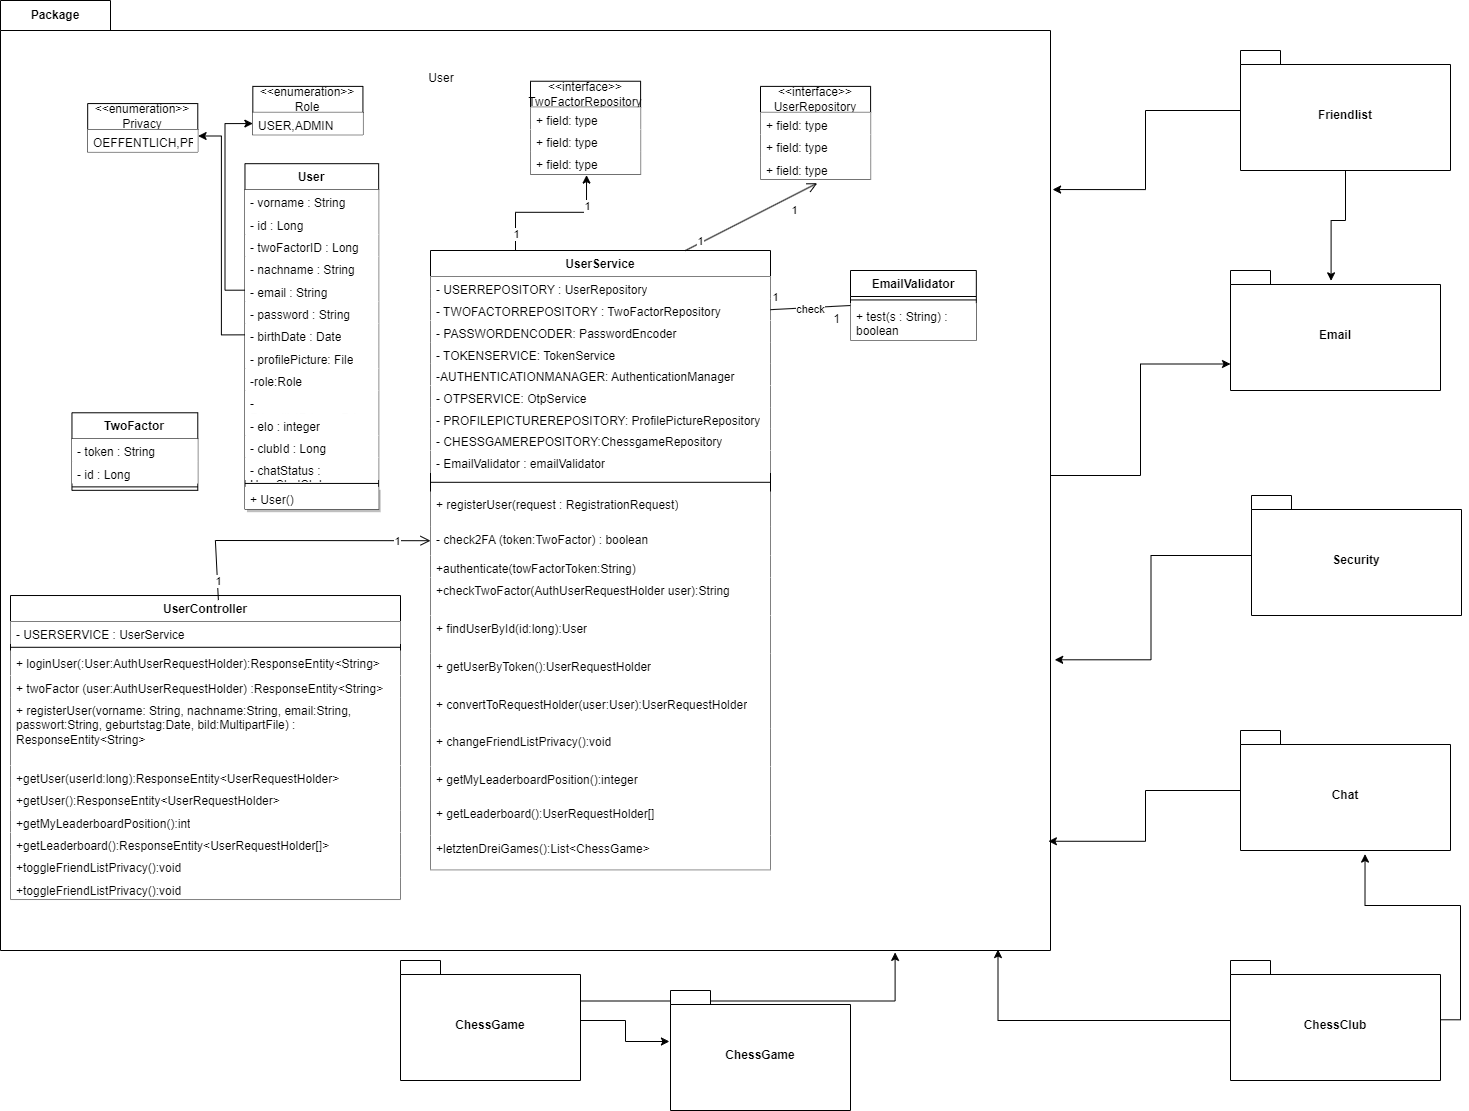 Package
User
<<enumeration>>
Privacy
OEFFENTLICH,PF
<<enumeration>>
Role
USER,ADMIN
<<interface>>
TwoFactorRepository
+ field: type
+ field: type
+ field: type
<<interface>>
UserRepository
+ field: type
+ field: type
+ field: type
User
- vorname : String
- id : Long
- twoFactorID : Long
- nachname : String
- email : String
- password : String
- birthDate : Date
- profilePicture: File
-role:Role
-
- elo : integer
- clubId : Long
- chatStatus :
+ User()
TwoFactor
- token : String
- id : Long
1
1
1
1
UserService
- USERREPOSITORY : UserRepository
- TWOFACTORREPOSITORY : TwoFactorRepository
- PASSWORDENCODER: PasswordEncoder
- TOKENSERVICE: TokenService
-AUTHENTICATIONMANAGER: AuthenticationManager
- OTPSERVICE: OtpService
- PROFILEPICTUREREPOSITORY: ProfilePictureRepository
- CHESSGAMEREPOSITORY:ChessgameRepository
- EmailValidator : emailValidator
+ registerUser(request : RegistrationRequest)
- check2FA (token:TwoFactor) : boolean
+authenticate(towFactorToken:String)
+checkTwoFactor(AuthUserRequestHolder user):String
+ findUserById(id:long):User
+ getUserByToken():UserRequestHolder
+ convertToRequestHolder(user:User):UserRequestHolder
+ changeFriendListPrivacy():void
+ getMyLeaderboardPosition():integer
+ getLeaderboard():UserRequestHolder[]
+letztenDreiGames():List<ChessGame>
1
check
1
EmailValidator
+ test(s : String) :
boolean
1
1
UserController
- USERSERVICE : UserService
+ loginUser(:User:AuthUserRequestHolder):ResponseEntity<String>
+ twoFactor (user:AuthUserRequestHolder) :ResponseEntity<String>
+ registerUser(vorname: String, nachname:String, email:String,
passwort:String, geburtstag:Date, bild:MultipartFile) :
ResponseEntity<String>
+getUser(userId:long):ResponseEntity<UserRequestHolder>
+getUser():ResponseEntity<UserRequestHolder>
+getMyLeaderboardPosition():int
+getLeaderboard():ResponseEntity<UserRequestHolder[]>
+toggleFriendListPrivacy():void
+toggleFriendListPrivacy():void
Friendlist
Email
Security
Chat
ChessClub
ChessGame
ChessGame